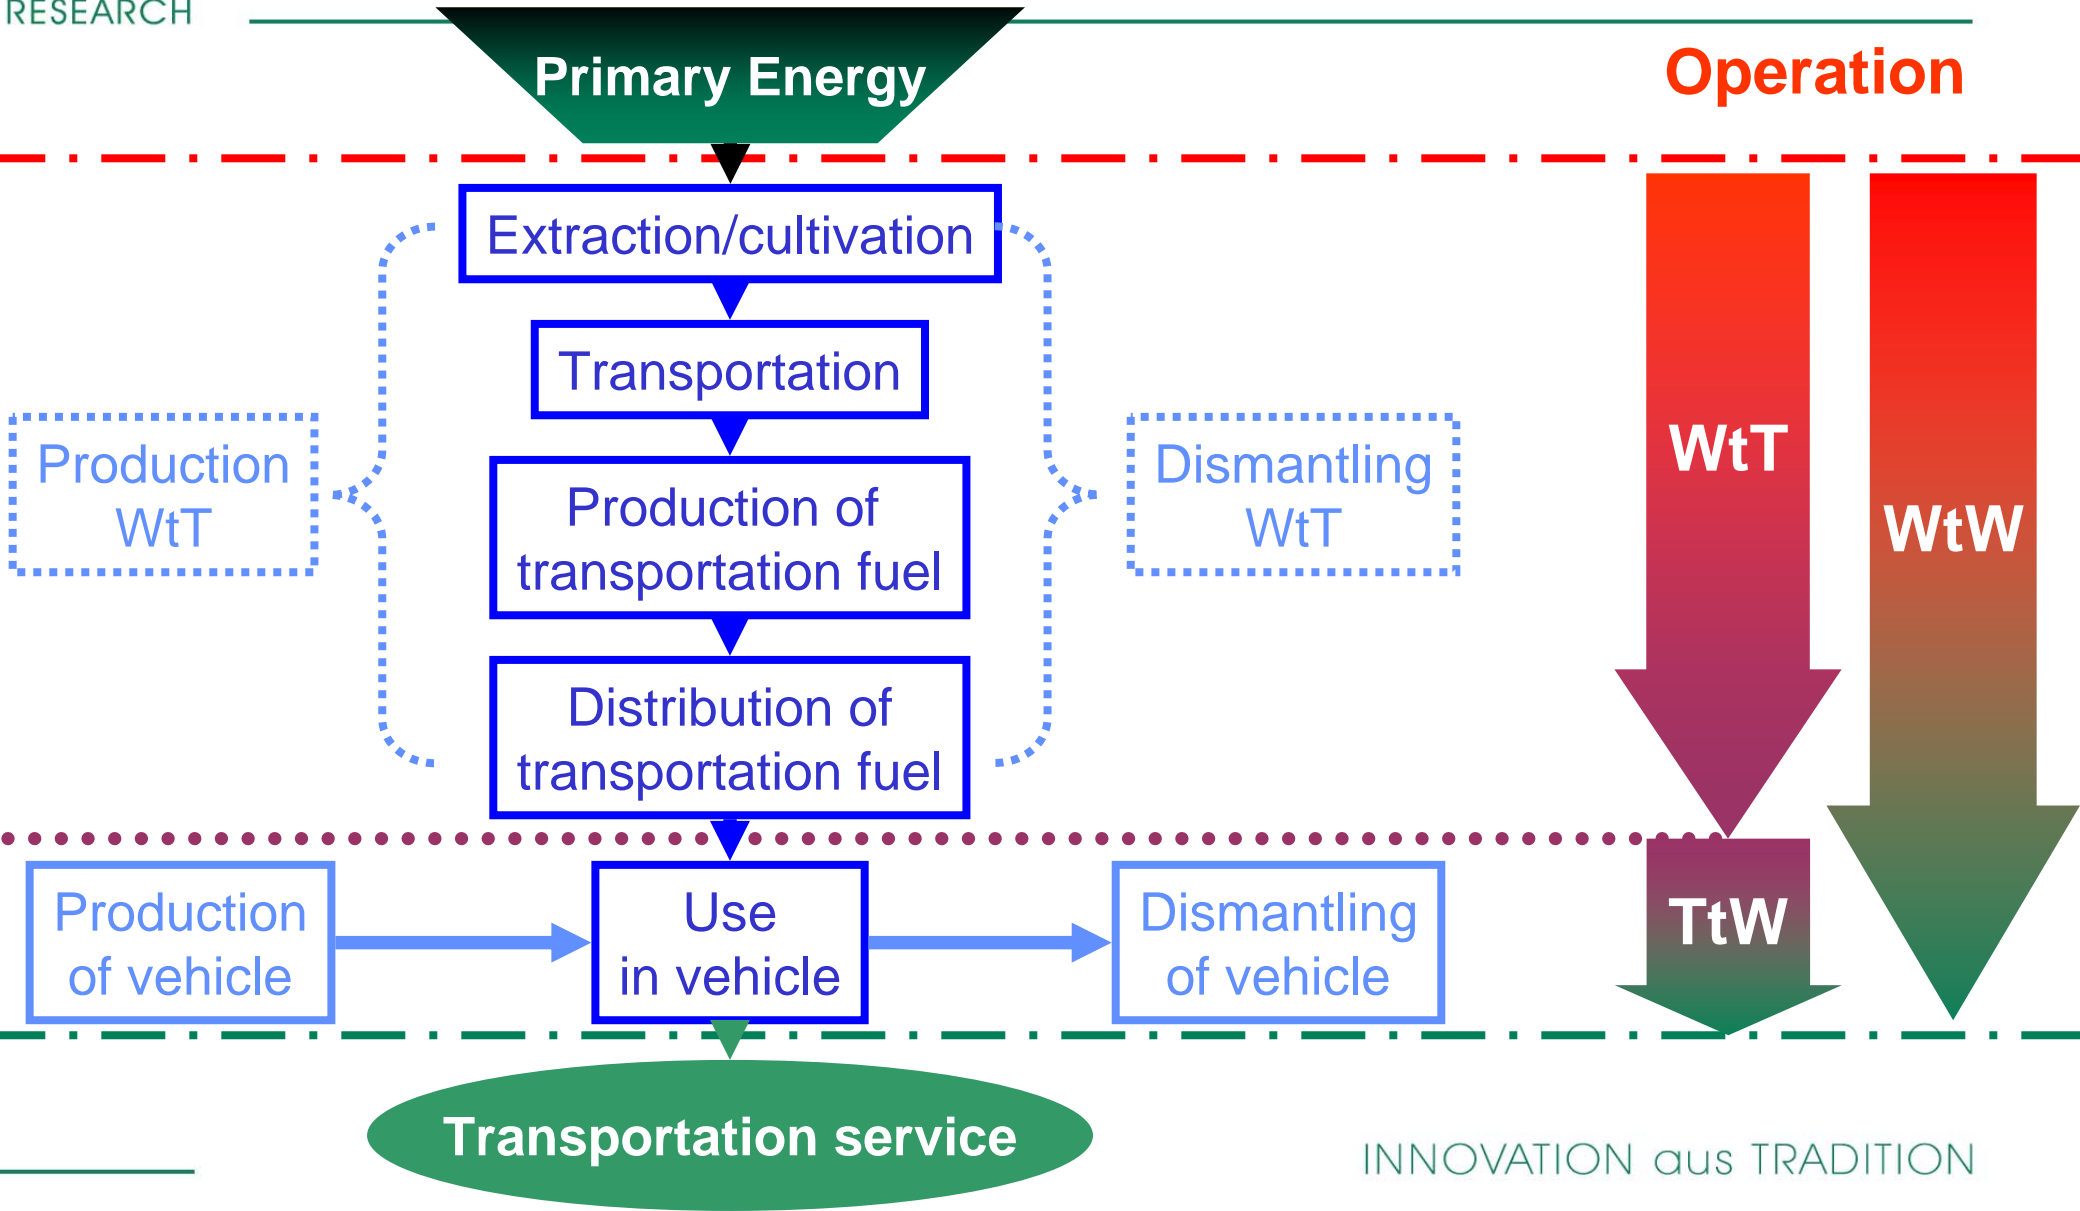 RESEARCH
Primary Energy
Operation
Extraction/cultivation
Transportation
Production
WtT
Production of
transportation fuel
Dismantling
WtT
WtT
WtW
Distribution of
transportation fuel
Production
of vehicle
Use
in vehicle
Dismantling
of vehicle
TtW
Transportation service
INNOVATION aus TRADITION